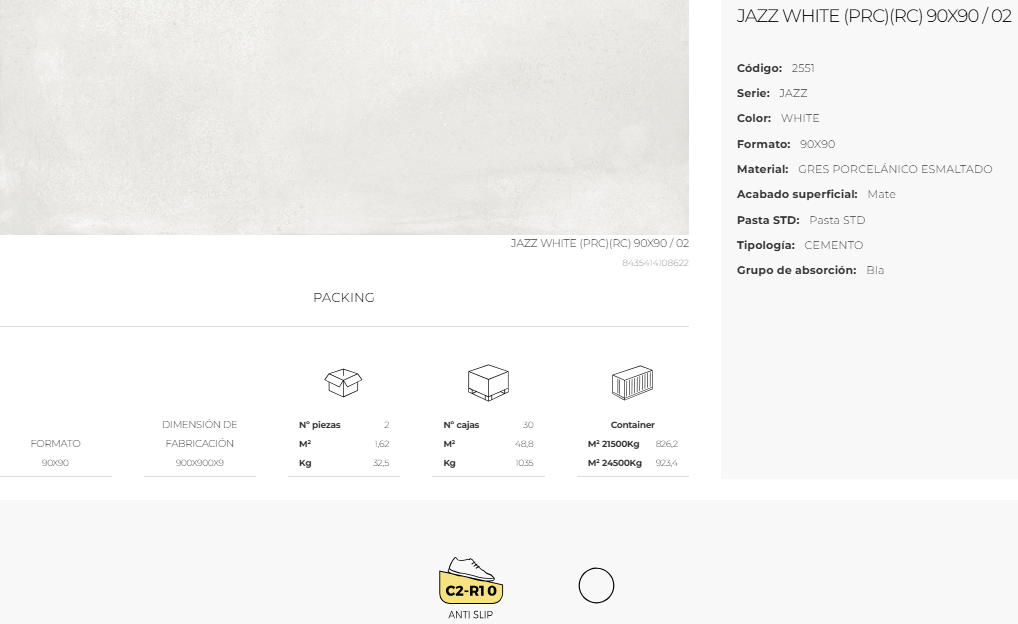 JAZZ WHITE (PRC)(RC) 90X90 / 02
Código: 2551
Serie: JAZZ
Color: WHITE
Formato: 90X90
Material: GRES PORCELÁNICO ESMALTADO
Acabado superficial: Mate
Pasta STD: Pasta STD
Tipología: CEMENTO
Grupo de absorción: Bla
JAZZ WHITE (PRC)(RC) 90X90 / 02
8435414108622
PACKING
FORMATO
90X90
DIMENSIÓN DE
FABRICACIÓN
900X900X9
Nº piezas 2
M² 1,62
Kg 32,5
Nº cajas 30
M² 48,8
Kg 1035
Container
M² 21500Kg 826,2
M² 24500Kg 923,4
C2-R10
ANTI SLIP